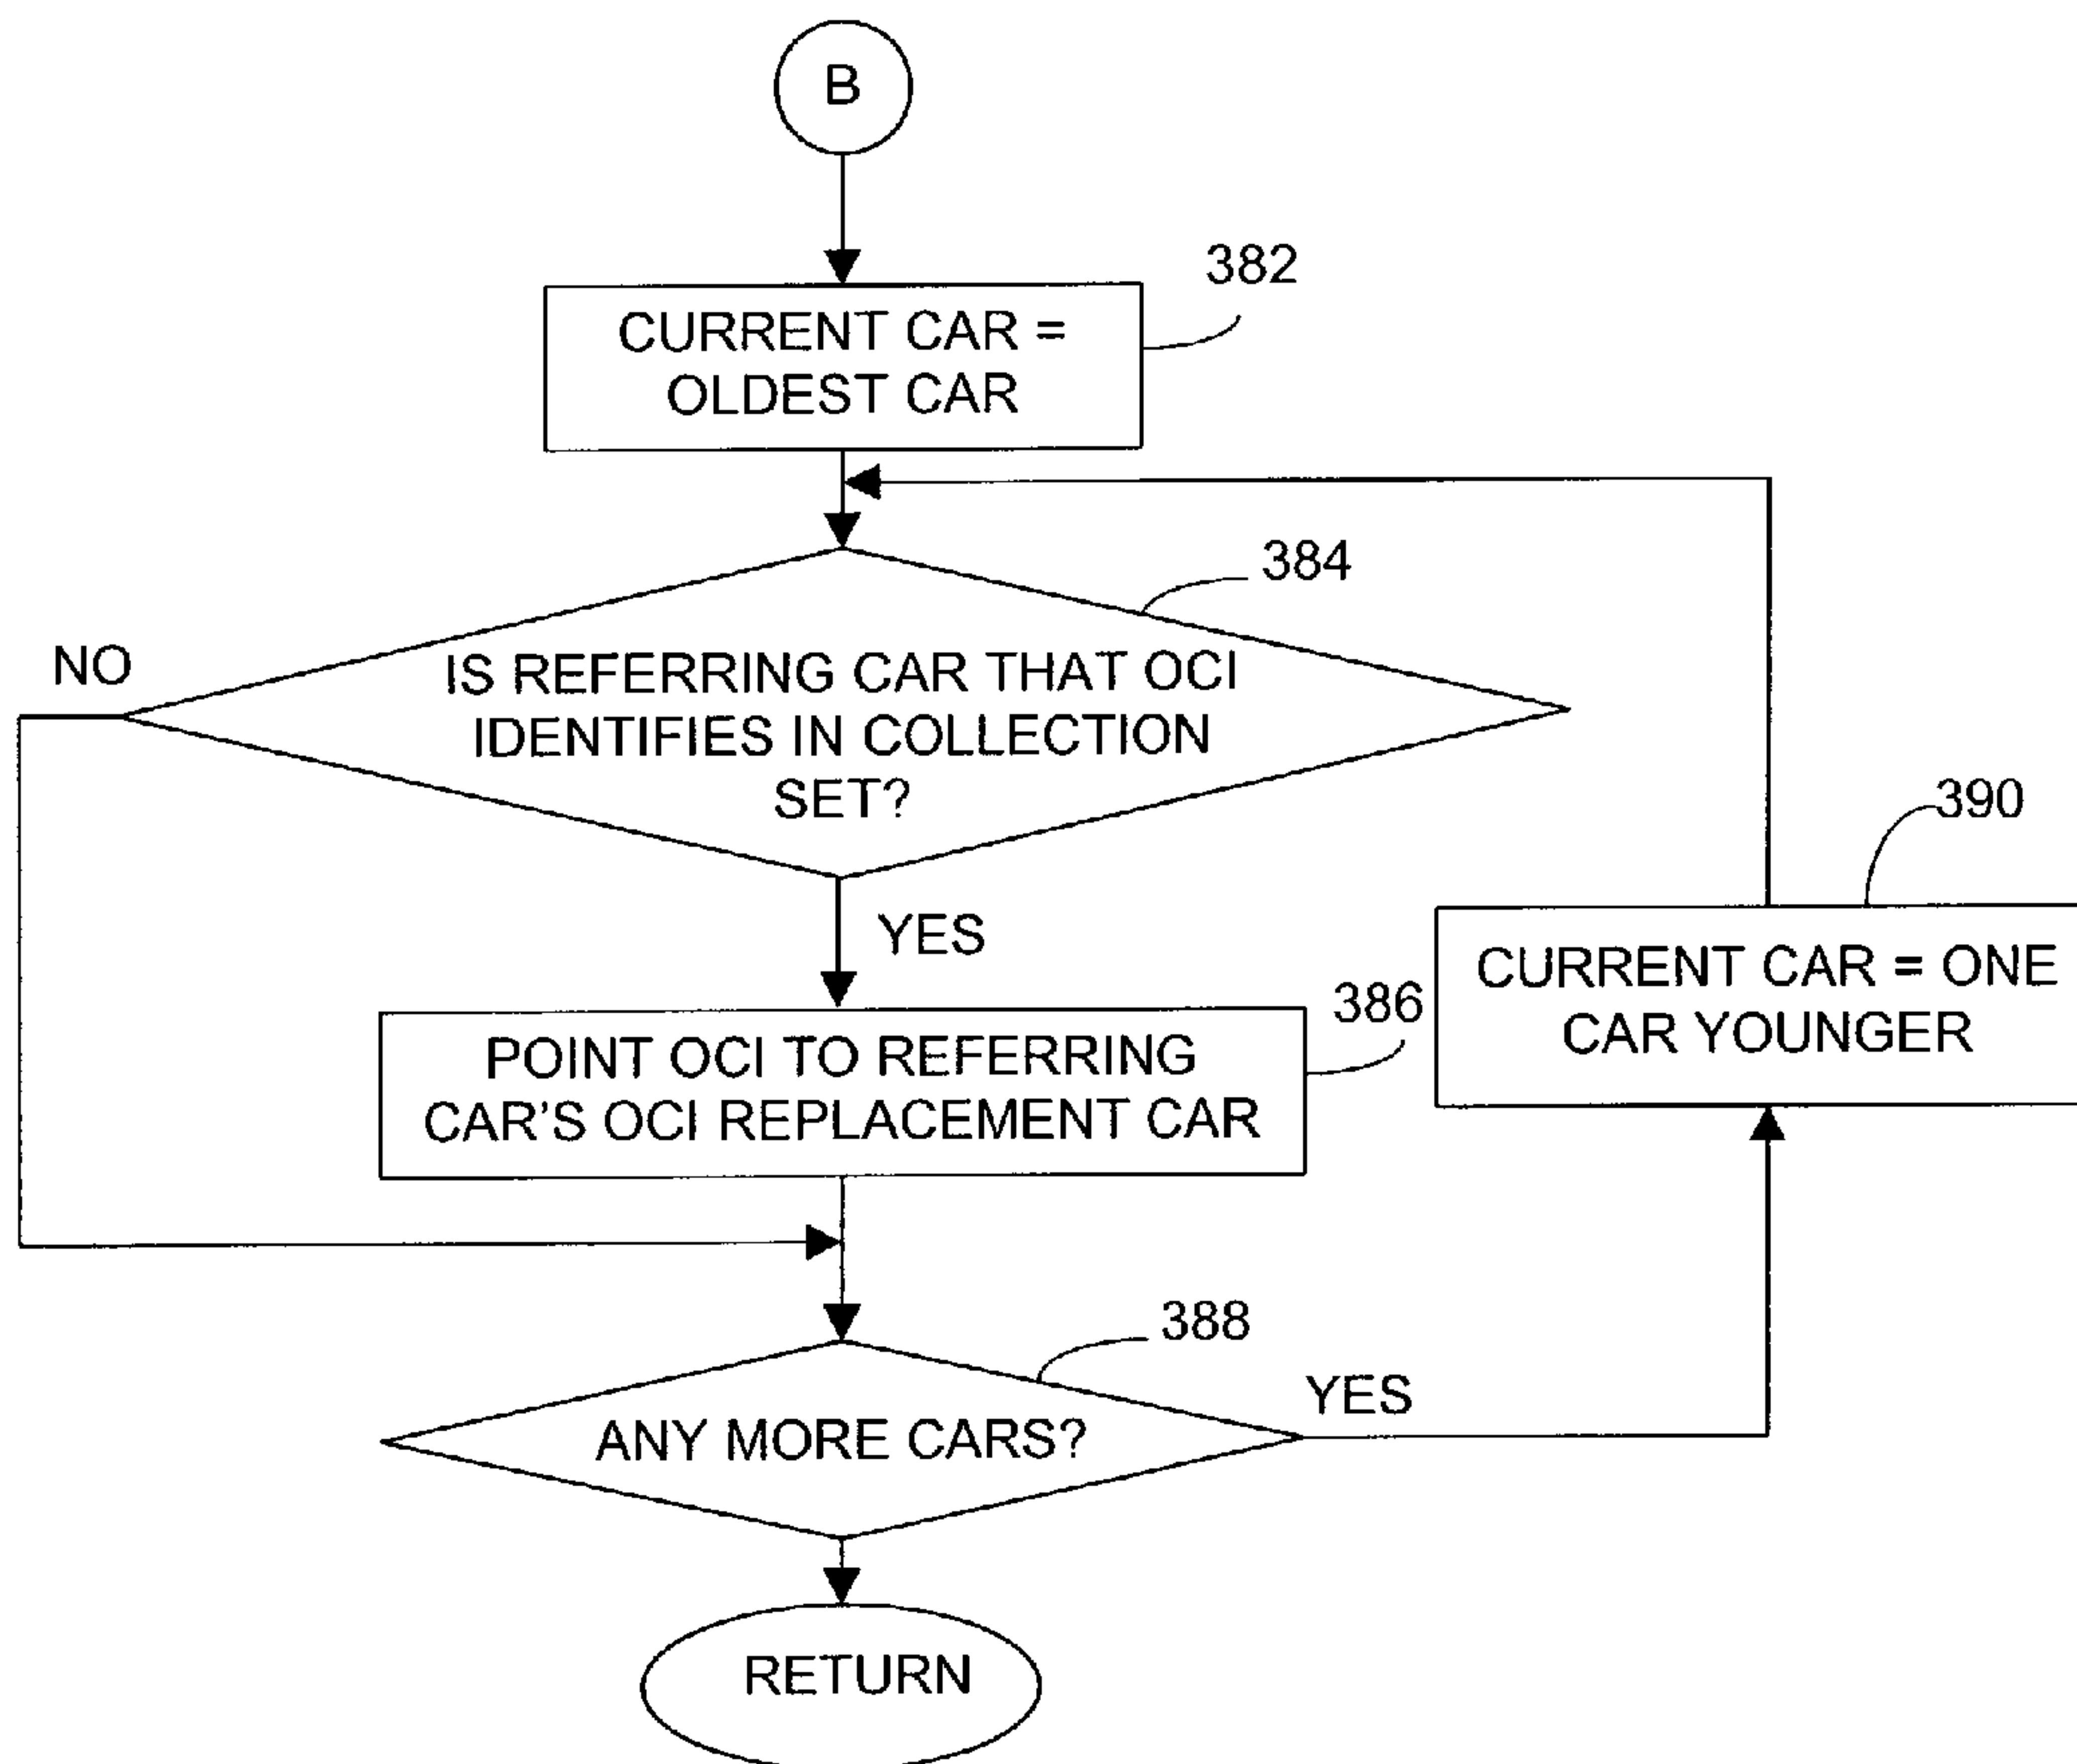 B
382
CURRENT CAR =
OLDEST CAR
384
NO
IS REFERRING CAR THAT OCI
IDENTIFIES IN COLLECTION
SET?
390
YES
CURRENT CAR = ONE
CAR YOUNGER
386
POINT OCI TO REFERRING
CAR'S OCI REPLACEMENT CAR
388
YES
ANY MORE CARS?
RETURN